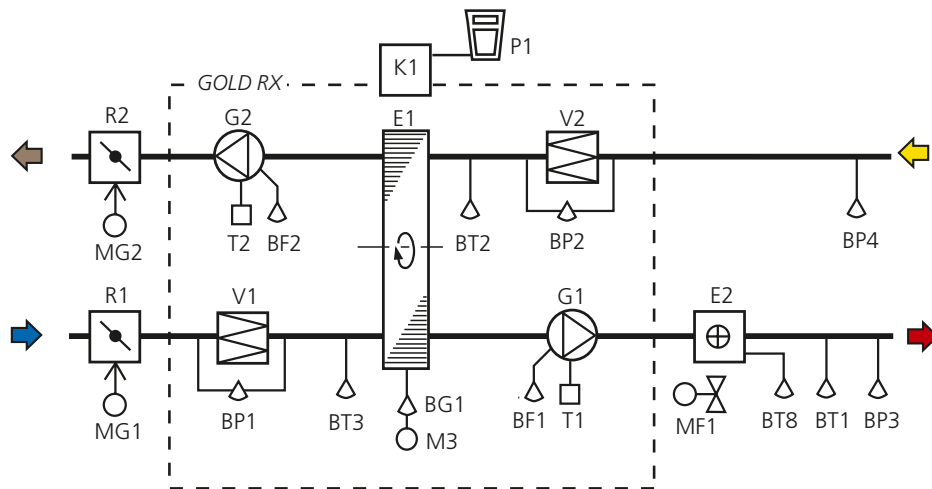 P1
K1
GOLD RX
R2
G2
E1
V2
MG2
T2
BF2
BT2
BP2
BP4
R1
V1
G1
E2
MG1
BP1
BT3
BG1
M3
BF1
T1
MF1
BT8
BT1
BP3